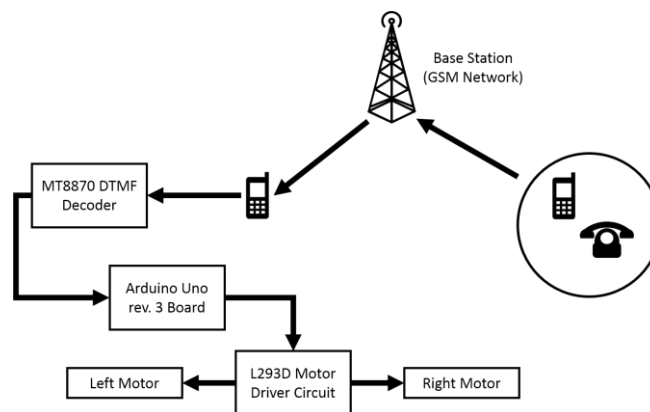 Base Station
(GSM Network)
MT8870 DTMF
Decoder
Arduino Uno
rev. 3 Board
L293D Motor
Driver Circuit
Left Motor
Right Motor